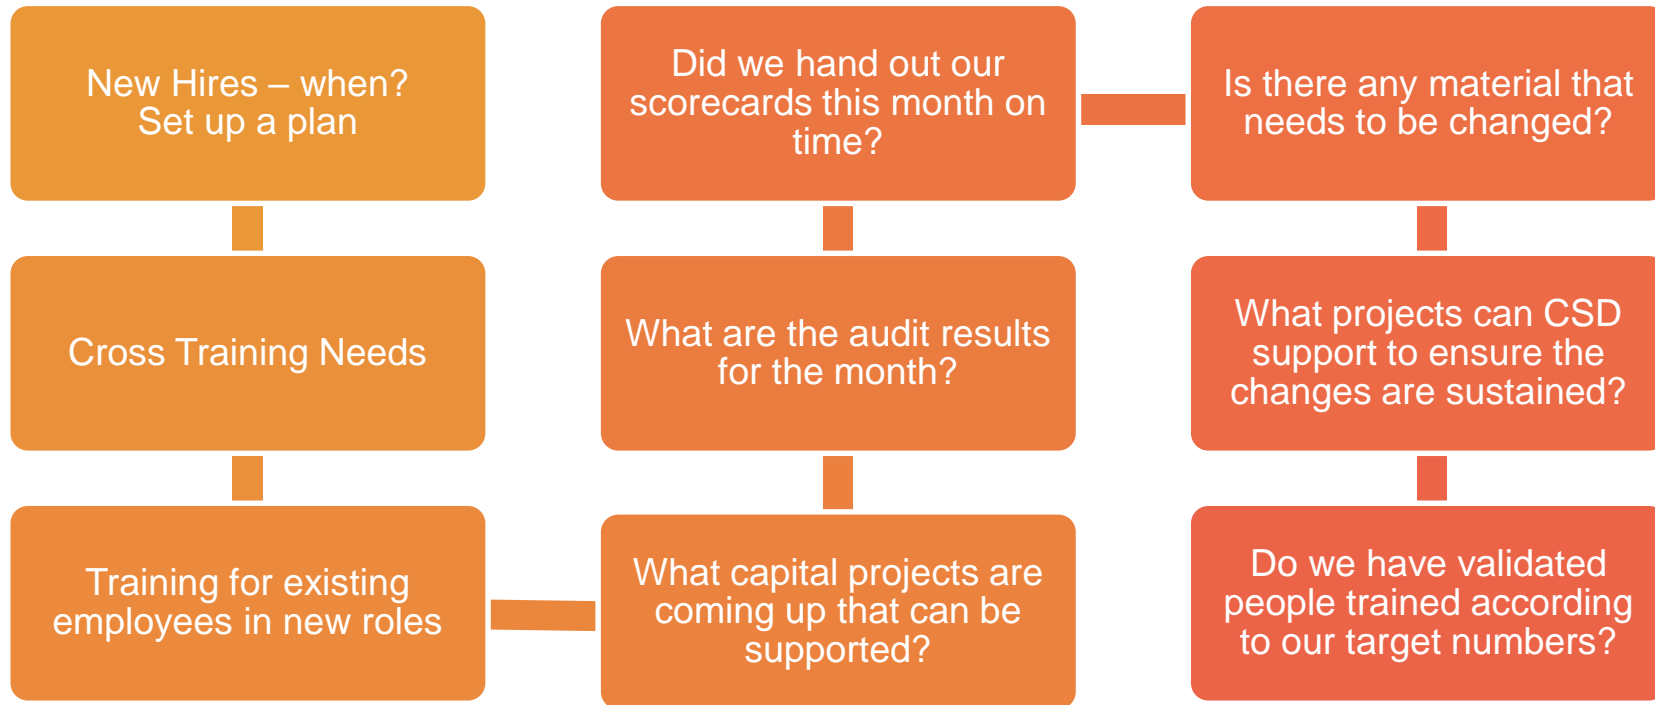 New Hires – when?
Set up a plan
Cross Training Needs
Training for existing
employees in new roles
What capital projects are
coming up that can be
supported?
What are the audit results
for the month?
Did we hand out our
scorecards this month on
time?
Is there any material that
needs to be changed?
What projects can CSD
support to ensure the
changes are sustained?
Do we have validated
people trained according
to our target numbers?